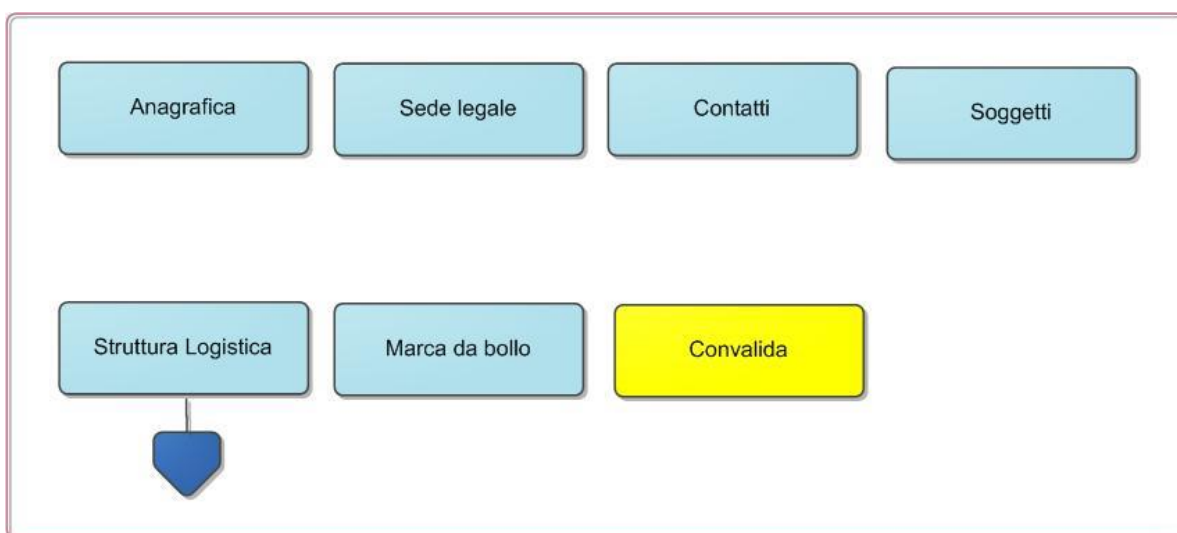 Anagrafica
Sede legale
Contatti
Soggetti
Struttura Logistica
Marca da bollo
Convalida